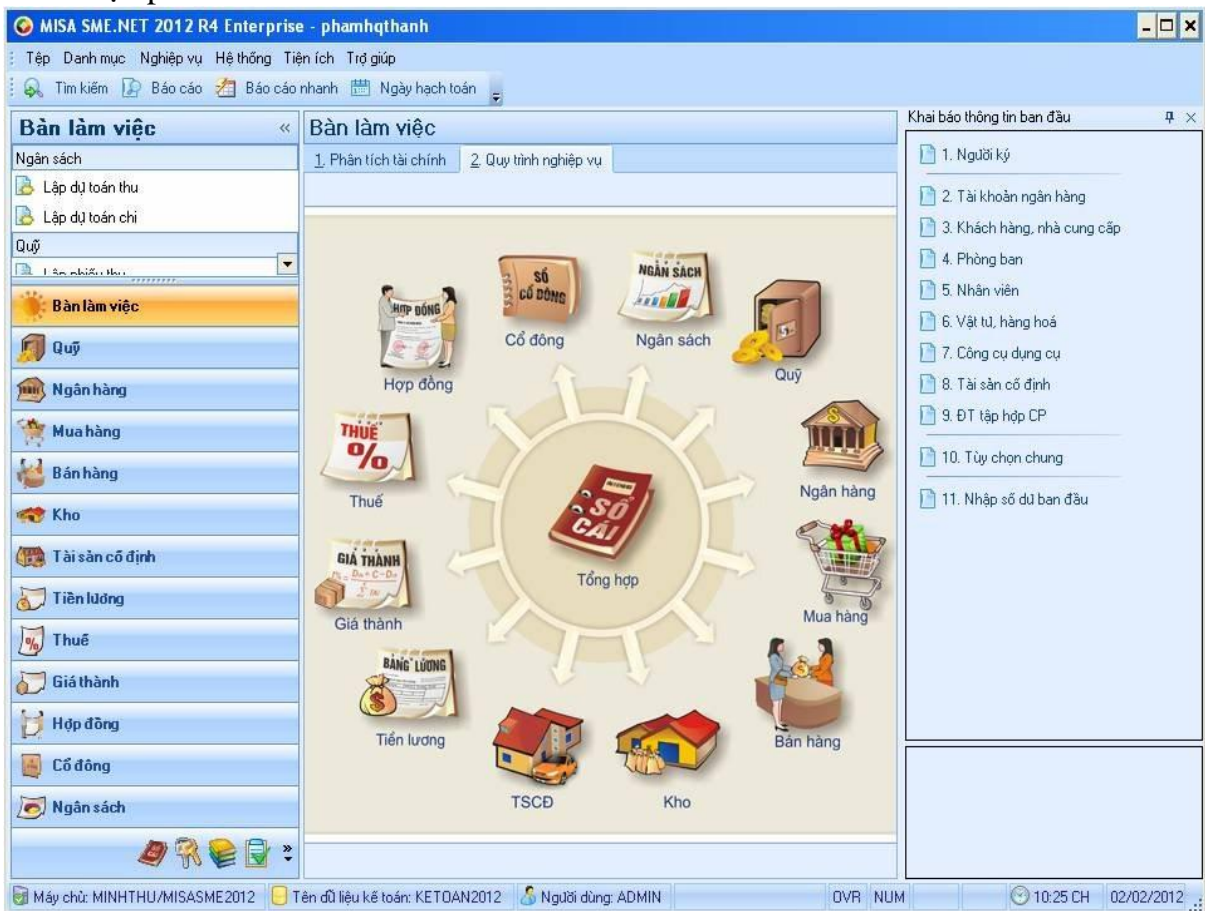 MISA SME.NET 2012 R4 Enterprise - phamhqthanh
Tệp Danh mục Nghiệp vụ Hệ thống Tiện ích Trợ giúp
Tìm kiếm Báo cáo Báo cáo nhanh Ngày hạch toán
Bàn làm việc «
Ngân sách
Lập dự toán thu
Lập dự toán chi
Quỹ
Lập phiếu thu
Bàn làm việc
Quỹ
Ngân hàng
Mua hàng
Bán hàng
Kho
Tài sản cố định
Tiền lương
Thuế
Giá thành
Hợp đồng
Cổ đông
Ngân sách
Bàn làm việc
1. Phân tích tài chính 2. Quy trình nghiệp vụ
HỢP ĐỒNG
Hợp đồng
SỔ
CỔ ĐÔNG
Cổ đông
NGÂN SÁCH
Ngân sách
Quỹ
THUẾ
%
Thuế
Ngân hàng
SỔ
CÁI
Tổng hợp
GIÁ THÀNH
Giá thành
Mua hàng
BẢNG LƯƠNG
Tiền lương
TSCĐ
Kho
Bán hàng
Khai báo thông tin ban đầu
1. Người ký
2. Tài khoản ngân hàng
3. Khách hàng, nhà cung cấp
4. Phòng ban
5. Nhân viên
6. Vật tư, hàng hoá
7. Công cụ dụng cụ
8. Tài sản cố định
9. ĐT tập hợp CP
10. Tùy chọn chung
11. Nhập số dư ban đầu
Máy chủ: MINHTHU/MISASME2012 Tên dữ liệu kế toán: KETOAN2012 Người dùng: ADMIN OVR NUM 10:25 CH 02/02/2012